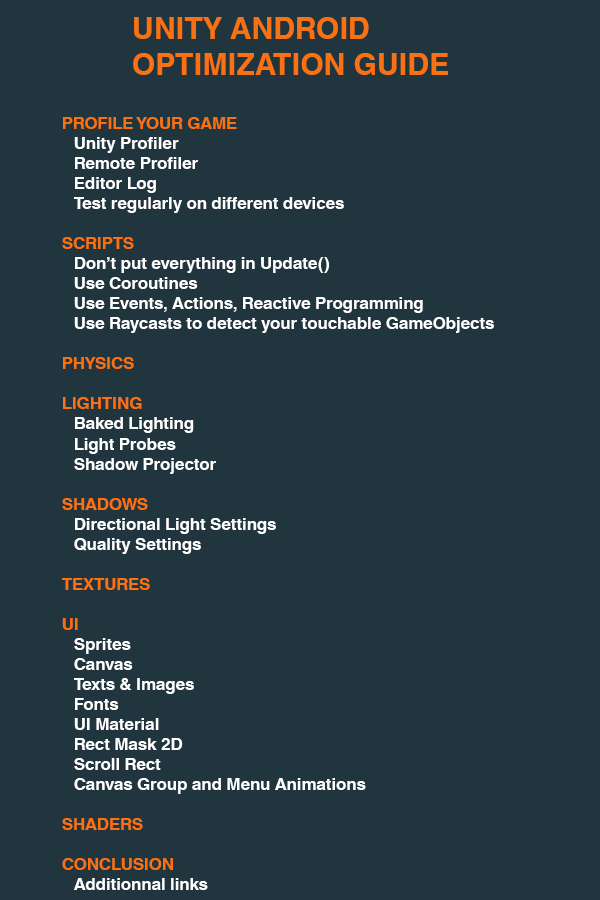 UNITY ANDROID
OPTIMIZATION GUIDE
PROFILE YOUR GAME
Unity Profiler
Remote Profiler
Editor Log
Test regularly on different devices
SCRIPTS
Don’t put everything in Update()
Use Coroutines
Use Events, Actions, Reactive Programming
Use Raycasts to detect your touchable GameObjects
PHYSICS
LIGHTING
Baked Lighting
Light Probes
Shadow Projector
SHADOWS
Directional Light Settings
Quality Settings
TEXTURES
UI
Sprites
Canvas
Texts & Images
Fonts
UI Material
Rect Mask 2D
Scroll Rect
Canvas Group and Menu Animations
SHADERS
CONCLUSION
Additionnal links